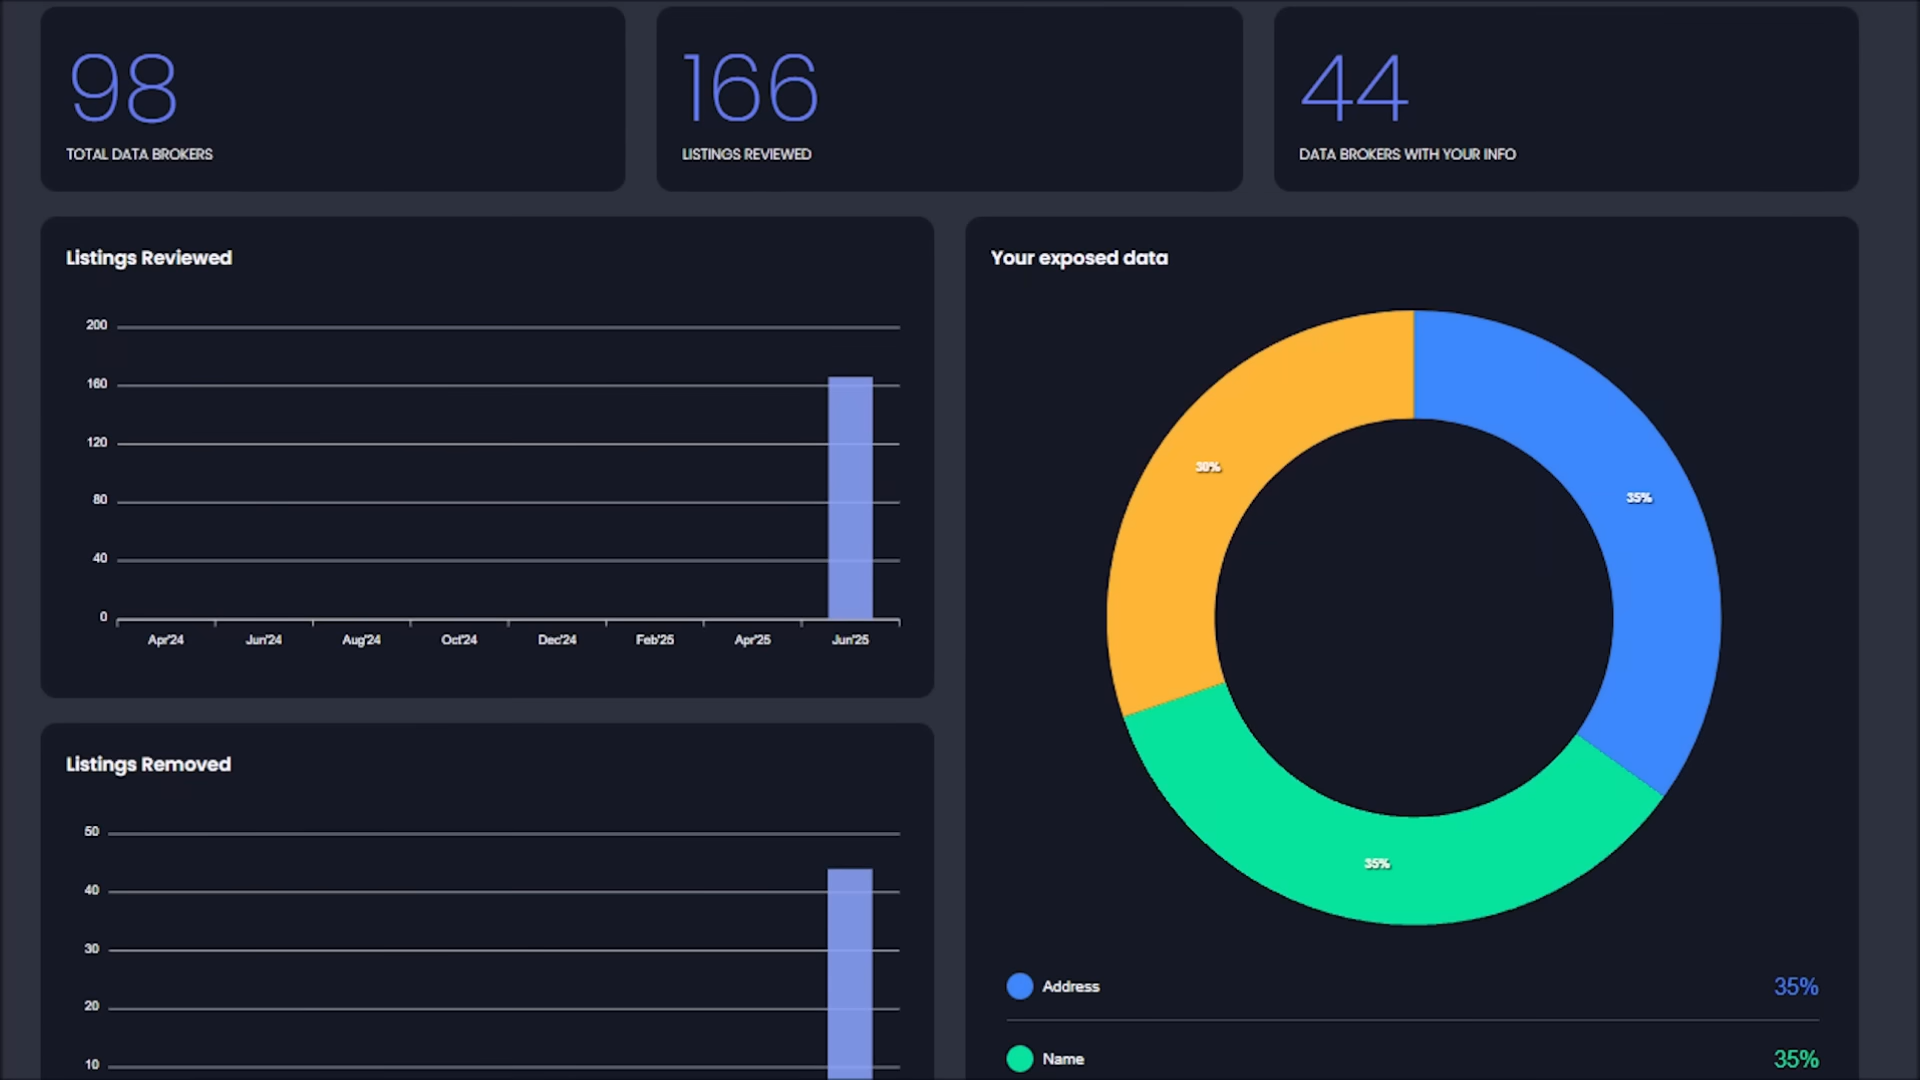 98
TOTAL DATA BROKERS
166
LISTINGS REVIEWED
44
DATA BROKERS WITH YOUR INFO
Listings Reviewed
200
160
120
80
40
0
Apr'24 Jun'24 Aug'24 Oct'24 Dec'24 Feb'25 Apr'25 Jun'25
Listings Removed
50
40
30
20
10
Your exposed data
30%
35%
35%
Address 35%
Name 35%